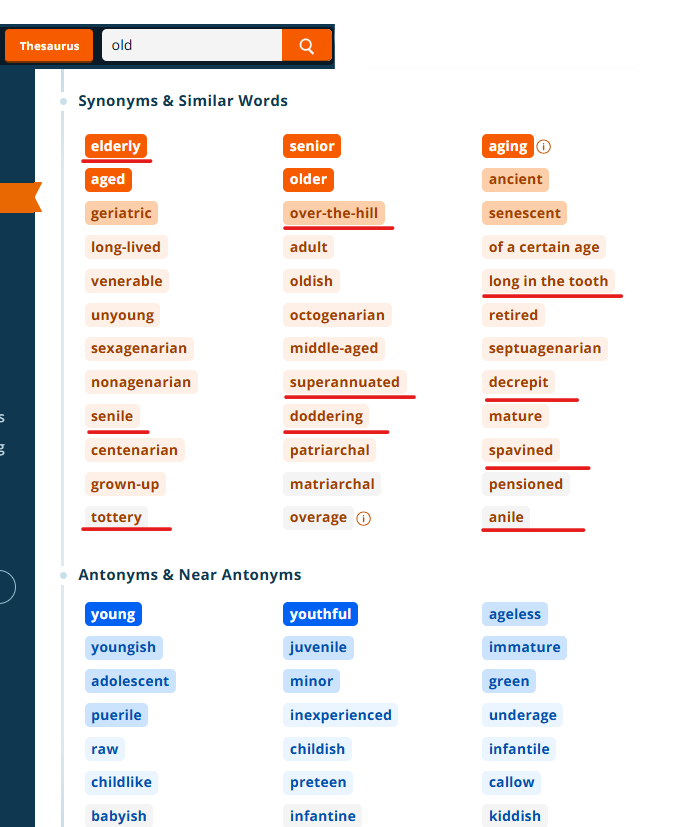 Thesaurus old
Synonyms & Similar Words
elderly senior aging
aged older ancient
geriatric over-the-hill senescent
long-lived adult of a certain age
venerable oldish long in the tooth
unyoung octogenarian retired
sexagenarian middle-aged septuagenarian
nonagenarian superannuated decrepit
senile doddering mature
s
centenarian patriarchal spavined
g
grown-up matriarchal pensioned
tottery overage anile
Antonyms & Near Antonyms
young youthful ageless
youngish juvenile immature
adolescent minor green
puerile inexperienced underage
raw childish infantile
childlike preteen callow
babyish infantine kiddish